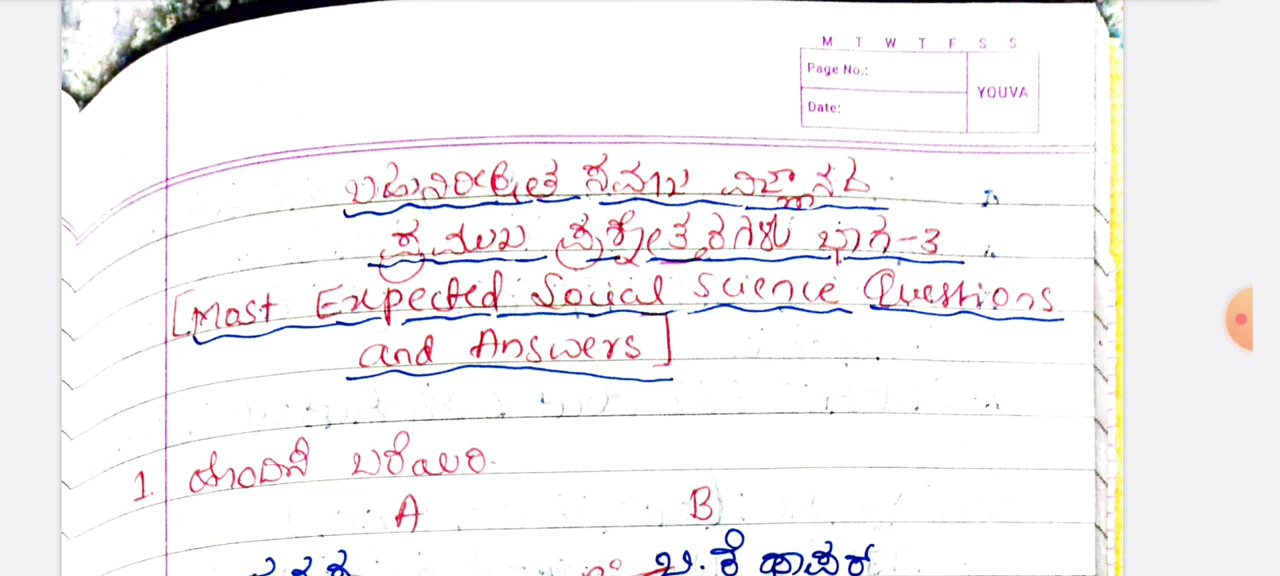 M T W T F S S
Page No.:
YOUVA
Date:
ಬಹುನಿರೀಕ್ಷಿತ ಸಮಾಜ ವಿಜ್ಞಾನದ
ಪ್ರಮುಖ ಪ್ರಶ್ನೋತ್ತರಗಳು ಭಾಗ-3
[Most Expected Social Science Questions
and Answers]
1. ಹೊಂದಿಸಿ ಬರೆಯಿರಿ.
A B